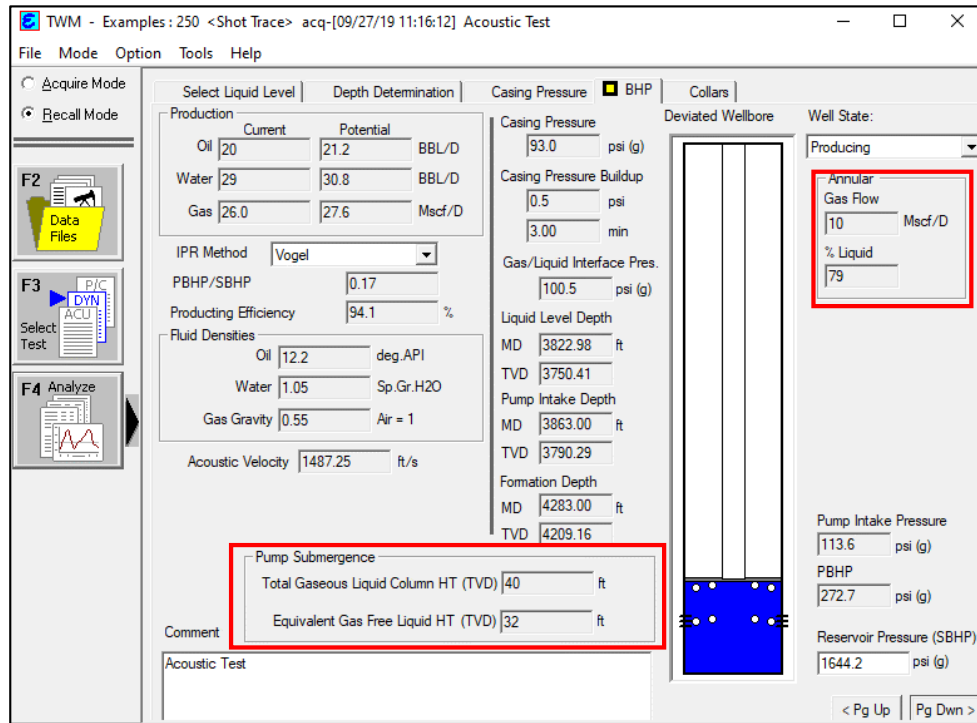 TWM - Examples : 250 <Shot Trace> acq-[09/27/19 11:16:12] Acoustic Test
File Mode Option Tools Help
Acquire Mode
Recall Mode
F2
Data
Files
F3
P/C
DYN
ACU
Select
Test
F4 Analyze
Select Liquid Level
Depth Determination
Casing Pressure
BHP
Collars
Production
Current Potential
Oil 20 21.2 BBL/D
Water 29 30.8 BBL/D
Gas 26.0 27.6 Mscf/D
IPR Method Vogel
PBHP/SBHP 0.17
Producting Efficiency 94.1 %
Fluid Densities
Oil 12.2 deg.API
Water 1.05 Sp.Gr.H2O
Gas Gravity 0.55 Air = 1
Acoustic Velocity 1487.25 ft/s
Casing Pressure
93.0 psi (g)
Casing Pressure Buildup
0.5 psi
3.00 min
Gas/Liquid Interface Pres.
100.5 psi (g)
Liquid Level Depth
MD 3822.98 ft
TVD 3750.41
Pump Intake Depth
MD 3863.00 ft
TVD 3790.29
Formation Depth
MD 4283.00 ft
TVD 4209.16
Pump Submergence
Total Gaseous Liquid Column HT (TVD) 40 ft
Equivalent Gas Free Liquid HT (TVD) 32 ft
Comment
Acoustic Test
Deviated Wellbore
Well State:
Producing
Annular
Gas Flow
10 Mscf/D
% Liquid
79
Pump Intake Pressure
113.6 psi (g)
PBHP
272.7 psi (g)
Reservoir Pressure (SBHP)
1644.2 psi (g)
< Pg Up Pg Dwn >